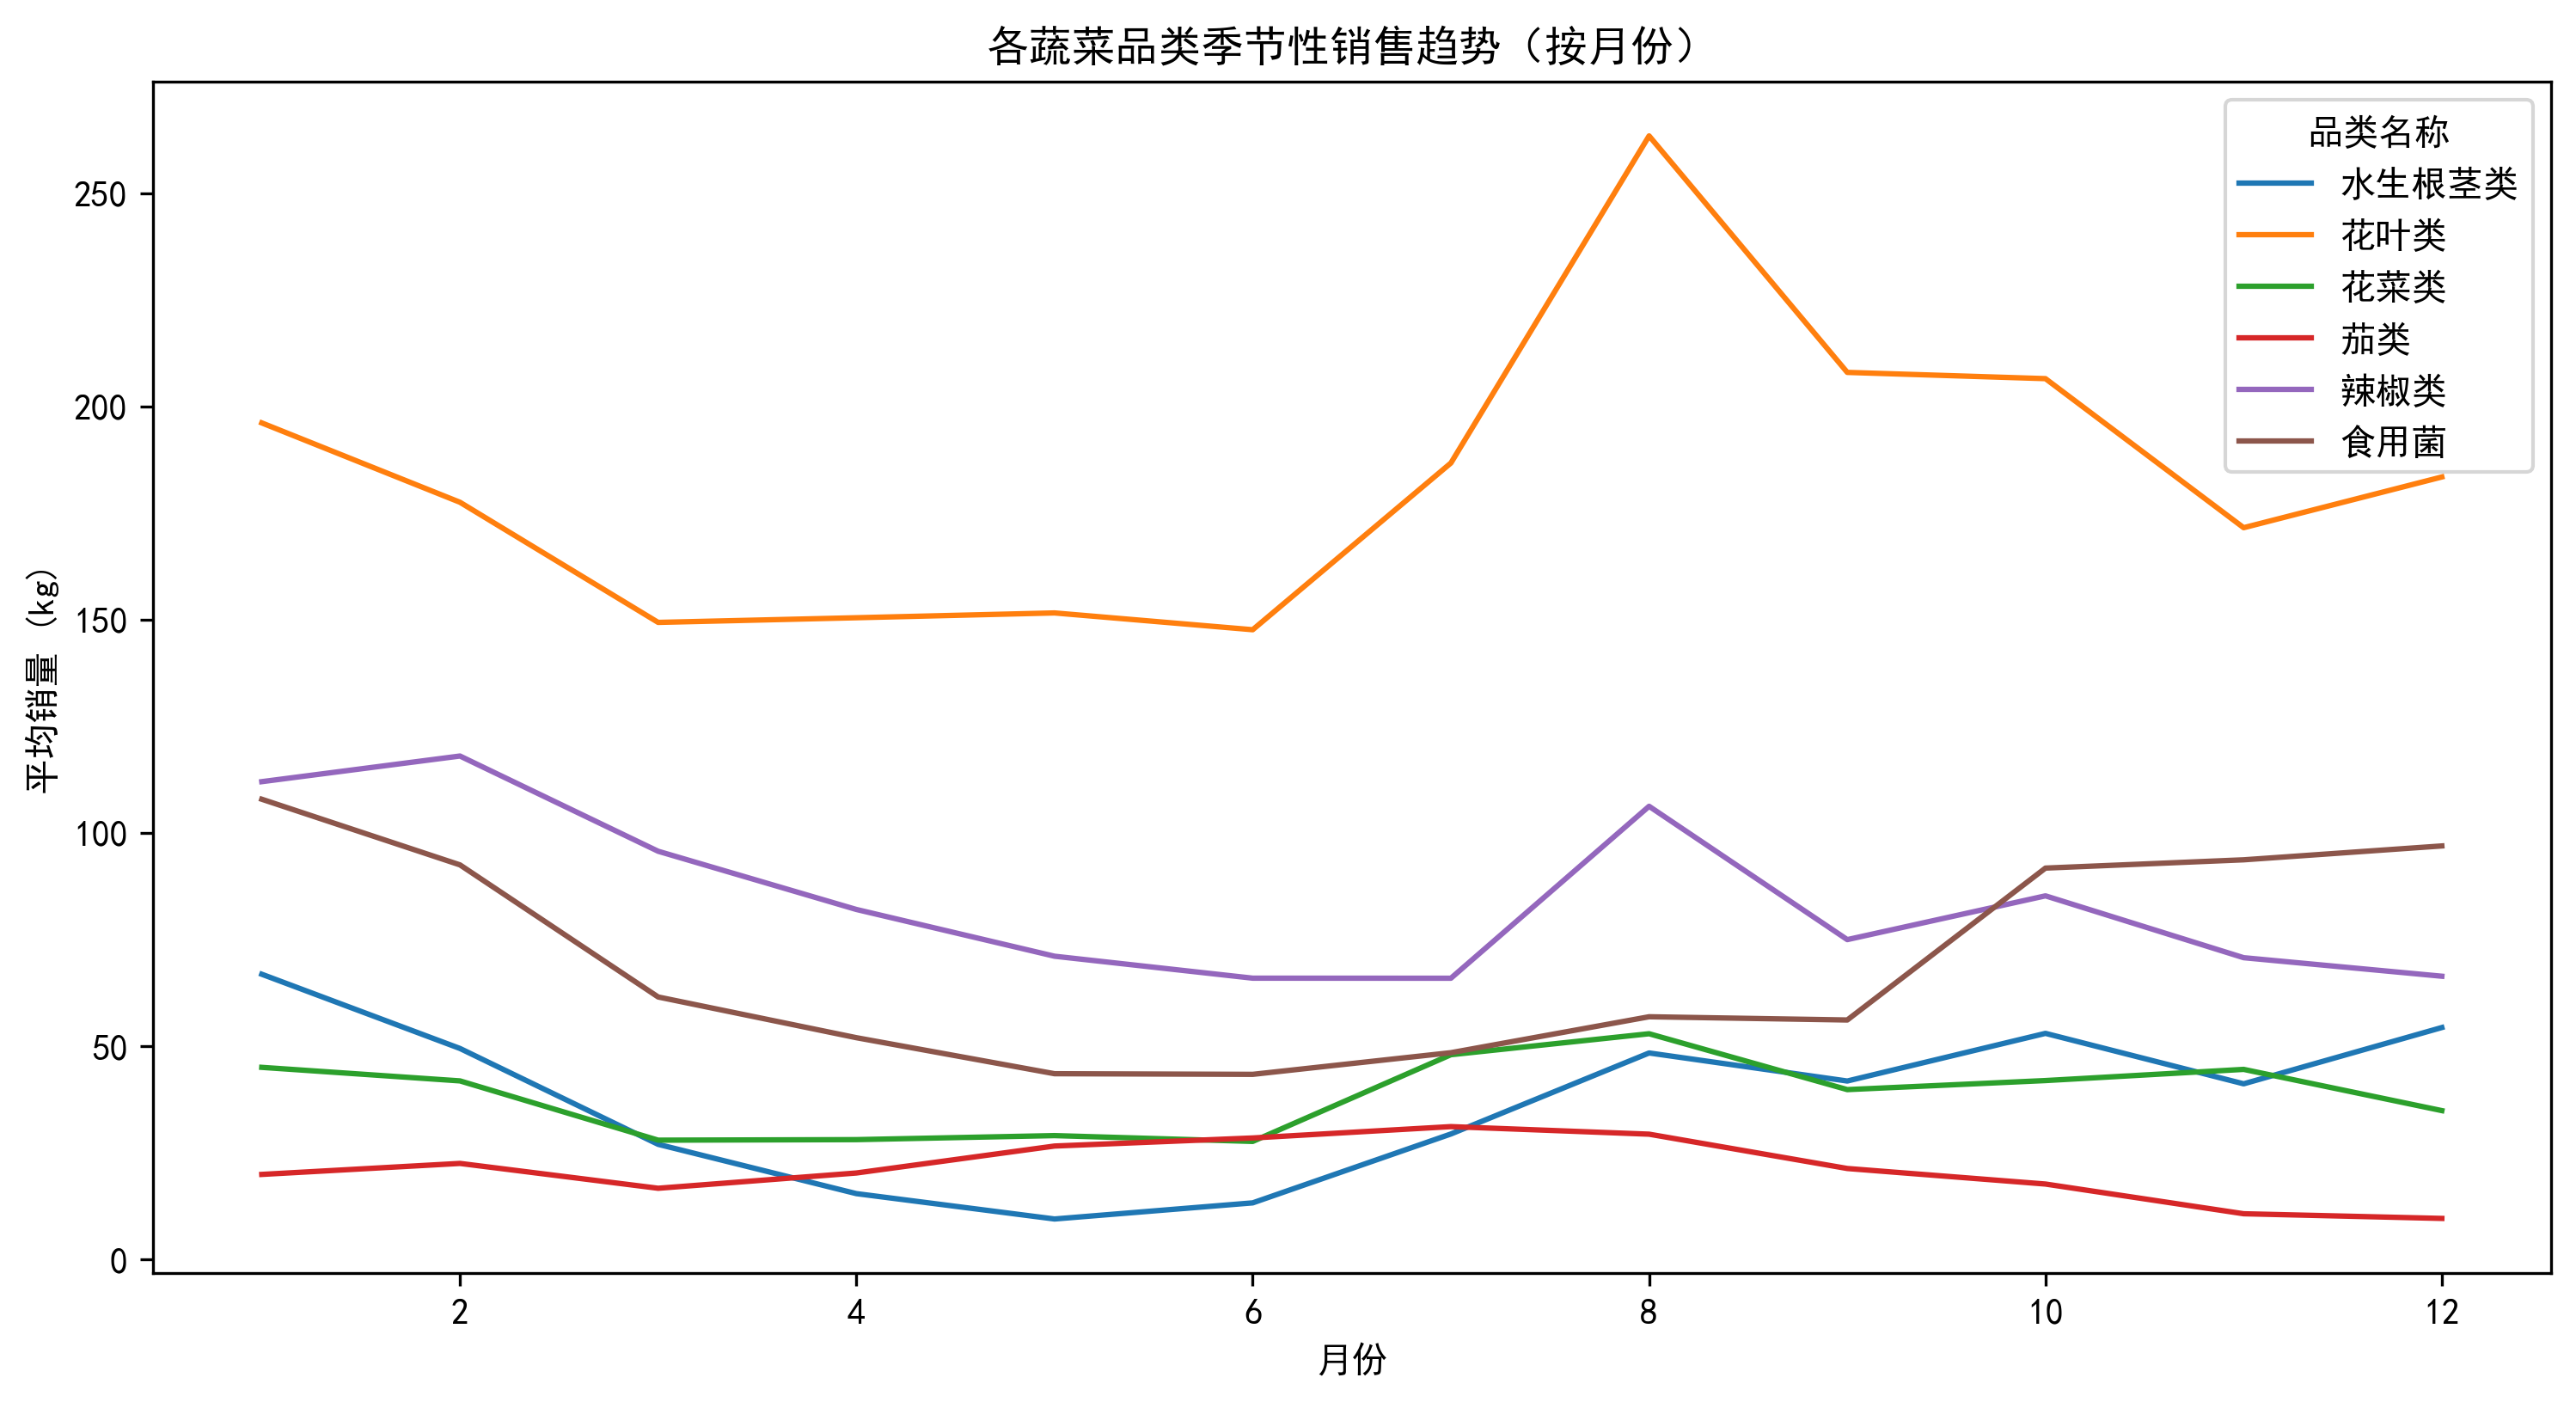 各蔬菜品类季节性销售趋势（按月份）
品类名称
水生根茎类
花叶类
花菜类
茄类
辣椒类
食用菌
平均销量（kg）
250
200
150
100
50
0
2
4
6
8
10
12
月份